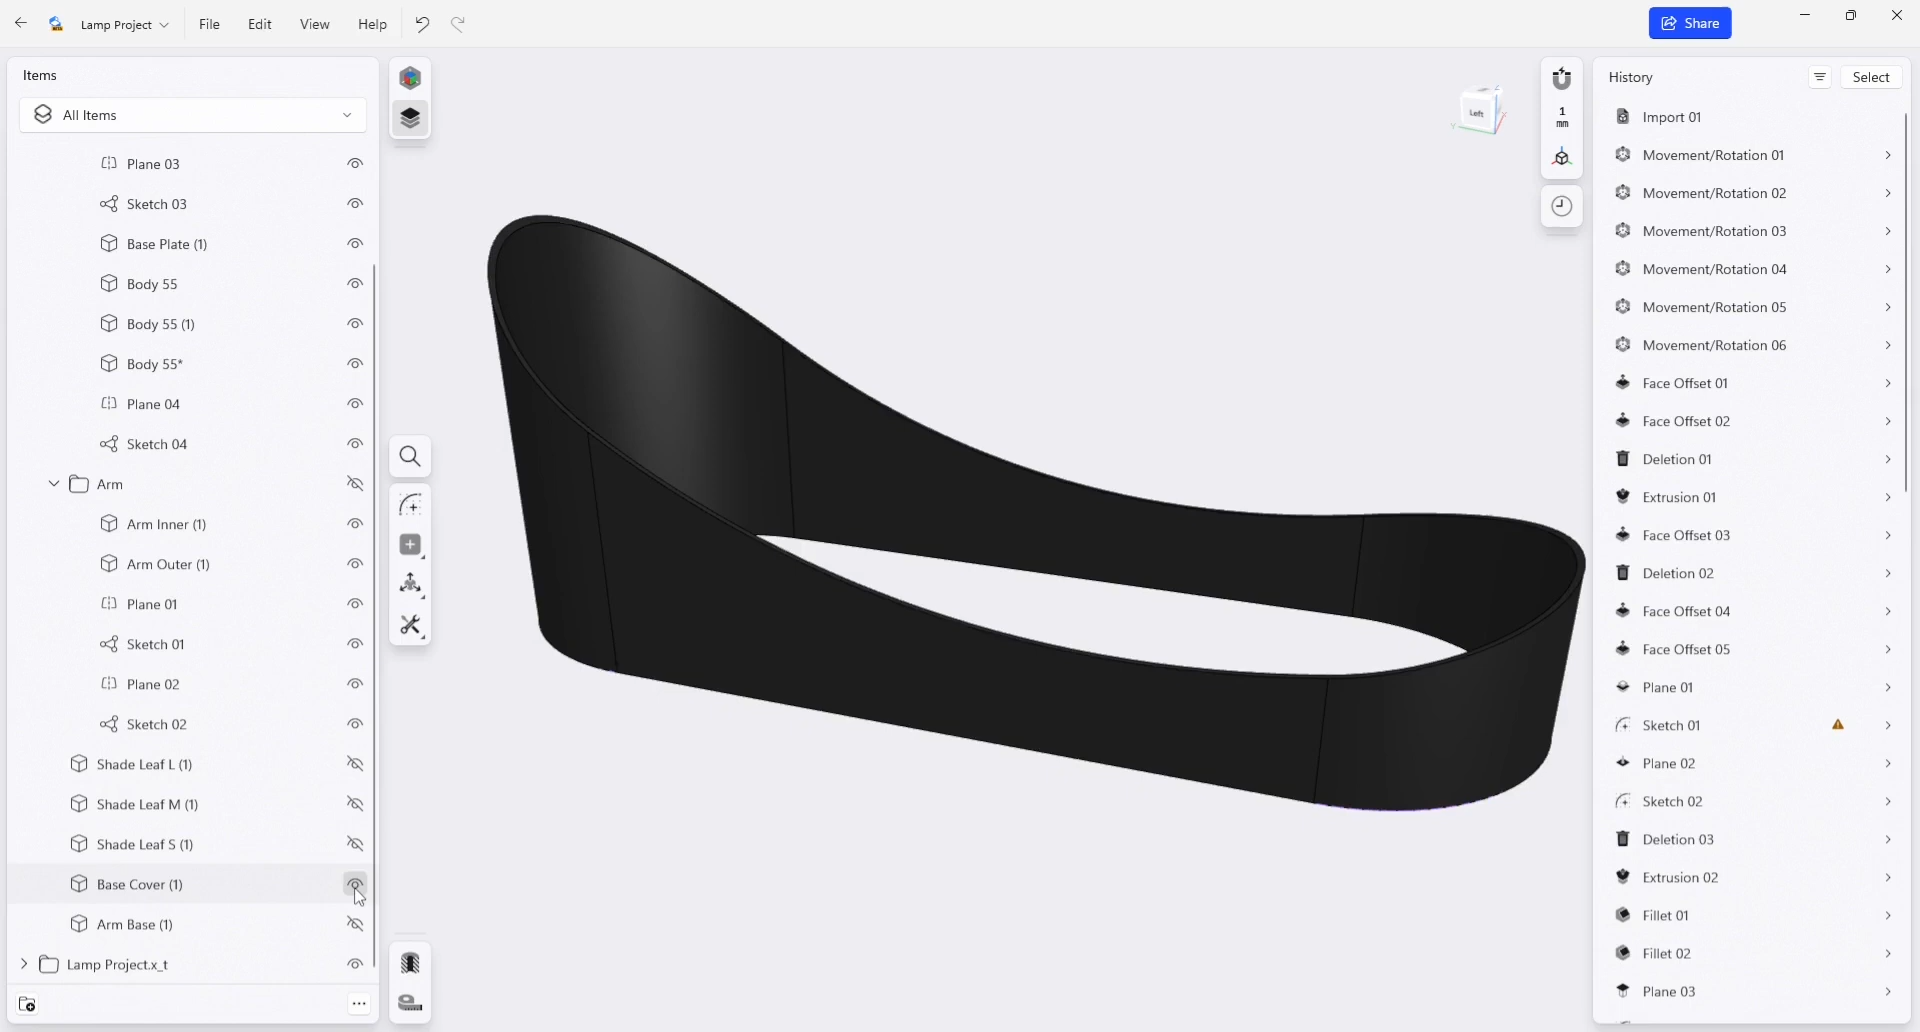 Lamp Project
File
Edit
View
Help
Share
Items
All Items
Plane 03
Sketch 03
Base Plate (1)
Body 55
Body 55 (1)
Body 55*
Plane 04
Sketch 04
Arm
Arm Inner (1)
Arm Outer (1)
Plane 01
Sketch 01
Plane 02
Sketch 02
Shade Leaf L (1)
Shade Leaf M (1)
Shade Leaf S (1)
Base Cover (1)
Arm Base (1)
Lamp Project.x_t
Z
Left
Y
X
1
mm
History
Select
Import 01
Movement/Rotation 01
Movement/Rotation 02
Movement/Rotation 03
Movement/Rotation 04
Movement/Rotation 05
Movement/Rotation 06
Face Offset 01
Face Offset 02
Deletion 01
Extrusion 01
Face Offset 03
Deletion 02
Face Offset 04
Face Offset 05
Plane 01
Sketch 01
Plane 02
Sketch 02
Deletion 03
Extrusion 02
Fillet 01
Fillet 02
Plane 03